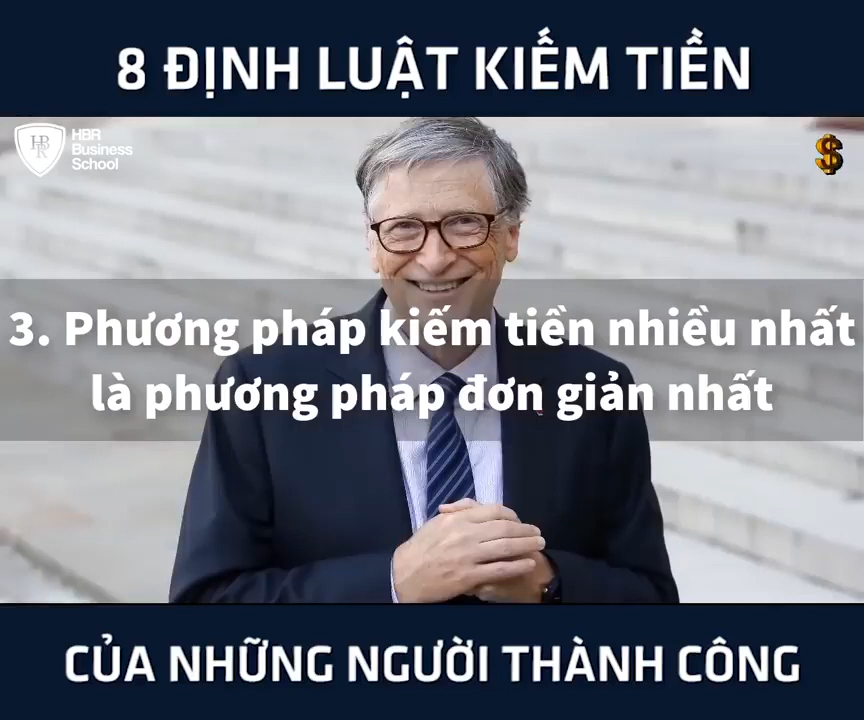 8 ĐỊNH LUẬT KIẾM TIỀN
HBR
HBR
Business
School
$
3. Phương pháp kiếm tiền nhiều nhất
là phương pháp đơn giản nhất
CỦA NHỮNG NGƯỜI THÀNH CÔNG